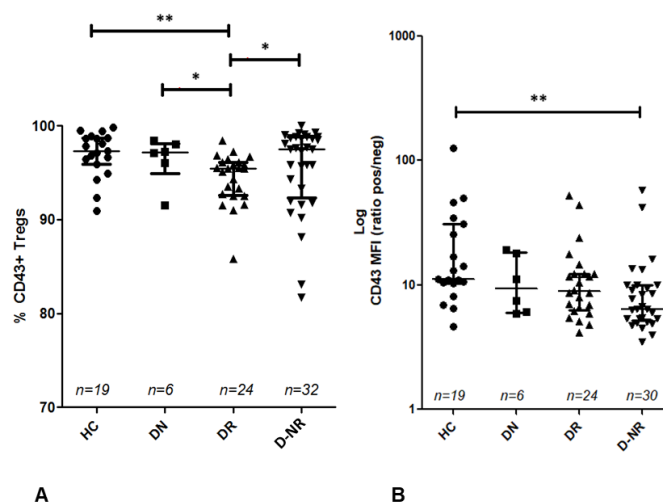 **
*
*
100
90
80
70
% CD43+ Tregs
n=19 n=6 n=24 n=32
HC DN DR D-NR
A
1000
100
10
1
Log
CD43 MFI (ratio pos/neg)
**
n=19 n=6 n=24 n=30
HC DN DR D-NR
B